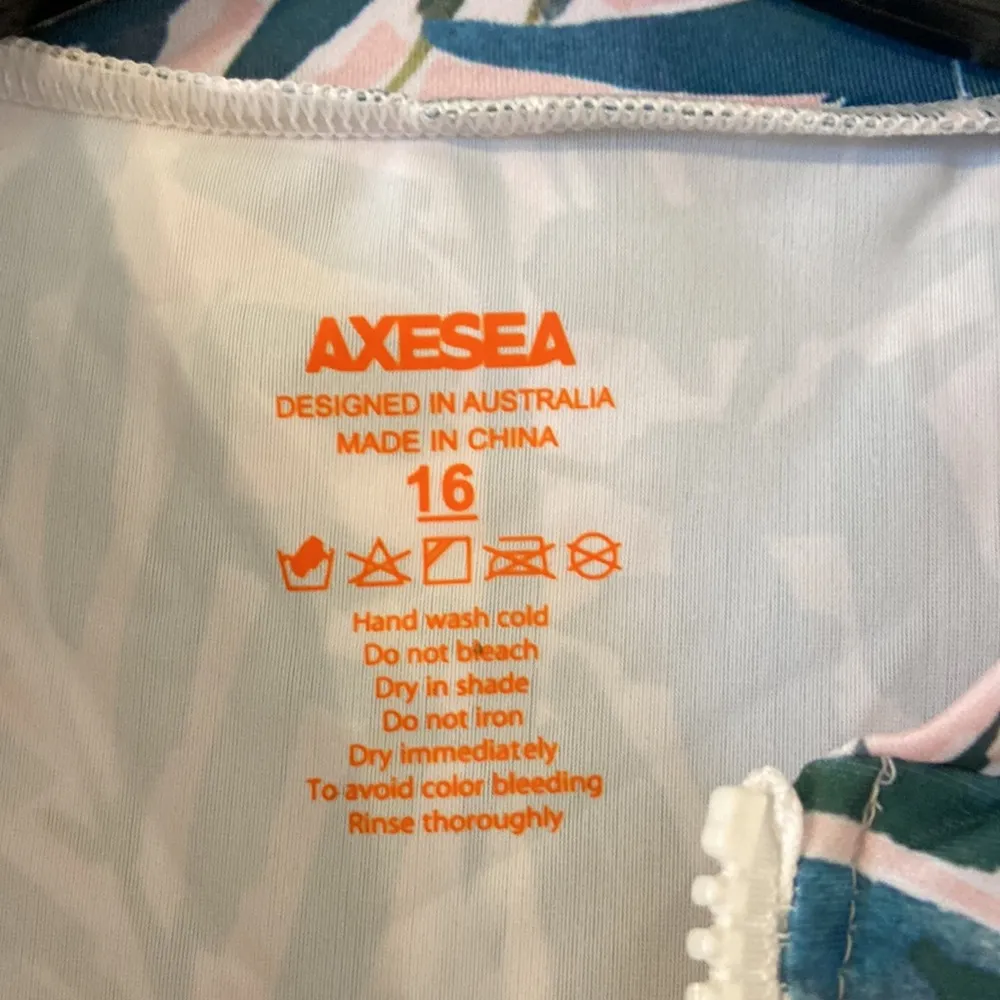 AXESEA
DESIGNED IN AUSTRALIA
MADE IN CHINA
16
Hand wash cold
Do not bleach
Dry in shade
Do not iron
Dry immediately
To avoid color bleeding
Rinse thoroughly